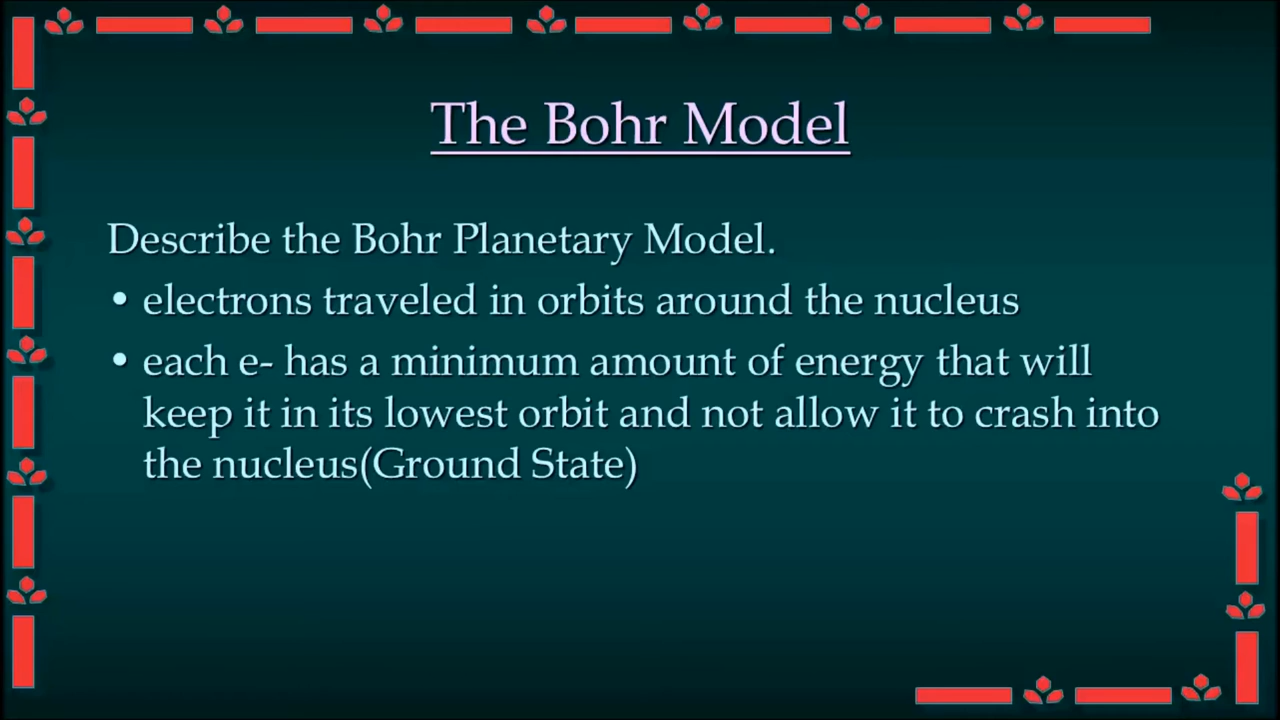 The Bohr Model
Describe the Bohr Planetary Model.
• electrons traveled in orbits around the nucleus
• each e- has a minimum amount of energy that will
keep it in its lowest orbit and not allow it to crash into
the nucleus(Ground State)